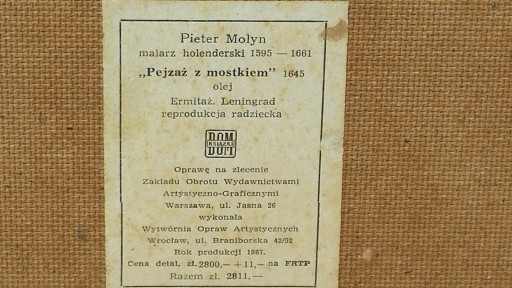 Pieter Molyn
malarz holenderski 1595 — 1661
„Pejzaż z mostkiem" 1645
olej
Ermitaż. Leningrad
reprodukcja radziecka
DOM
KSIĄŻKI
DOM
Oprawę na zlecenie
Zakładu Obrotu Wydawnictwami
Artystyczno-Graficznymi
Warszawa, ul. Jasna 26
wykonała
Wytwórnia Opraw Artystycznych
Wrocław, ul. Braniborska 42/52
Rok produkcji 1987.
Cena detal. zł. 2800,— +11,— na FRTP
Razem zł. 2811,—